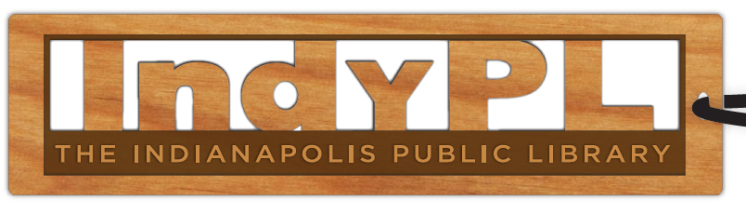 IndyPL
THE INDIANAPOLIS PUBLIC LIBRARY